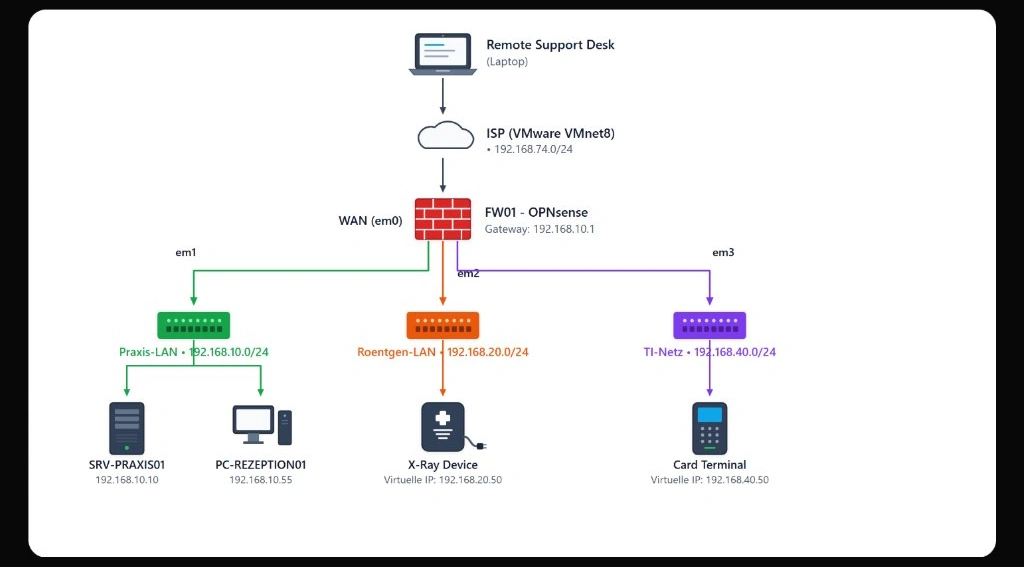 Remote Support Desk
(Laptop)
ISP (VMware VMnet8)
• 192.168.74.0/24
WAN (em0)
FW01 - OPNsense
Gateway: 192.168.10.1
em1
em2
em3
Praxis-LAN • 192.168.10.0/24
Roentgen-LAN • 192.168.20.0/24
TI-Netz • 192.168.40.0/24
SRV-PRAXIS01
192.168.10.10
PC-REZEPTION01
192.168.10.55
X-Ray Device
Virtuelle IP: 192.168.20.50
Card Terminal
Virtuelle IP: 192.168.40.50